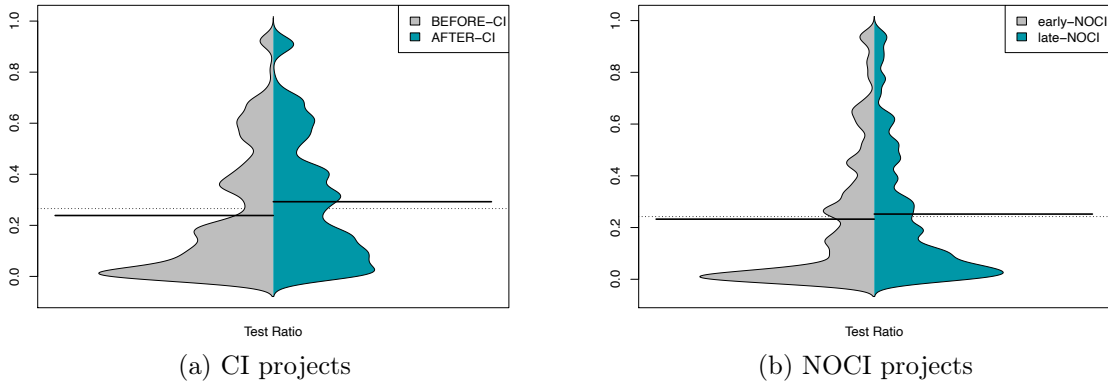 1.0
0.8
0.6
0.4
0.2
0.0
BEFORE-CI
AFTER-CI
Test Ratio
(a) CI projects
1.0
0.8
0.6
0.4
0.2
0.0
early-NOCI
late-NOCI
Test Ratio
(b) NOCI projects